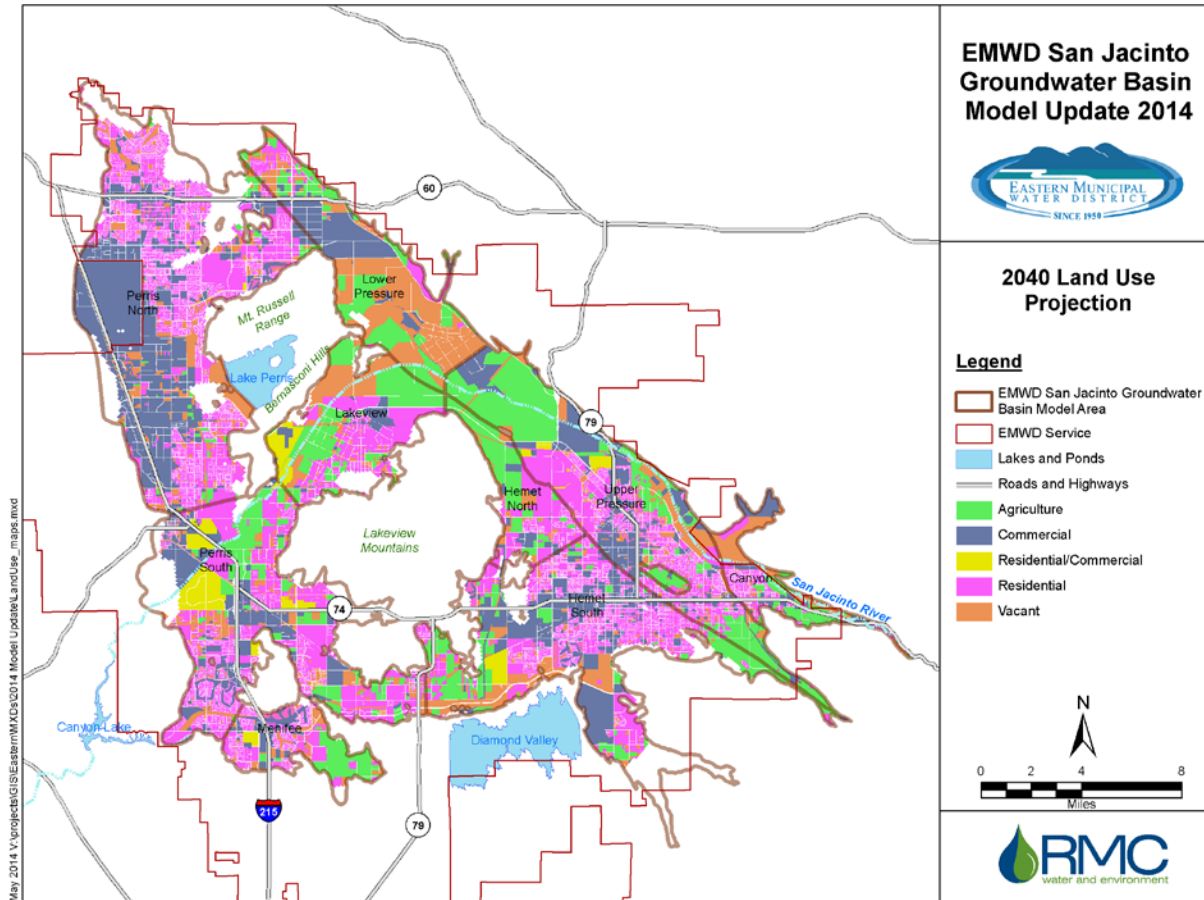 EMWD San Jacinto
Groundwater Basin
Model Update 2014
EASTERN MUNICIPAL
WATER DISTRICT
SINCE 1950
2040 Land Use
Projection
Legend
EMWD San Jacinto Groundwater
Basin Model Area
EMWD Service
Lakes and Ponds
Roads and Highways
Agriculture
Commercial
Residential/Commercial
Residential
Vacant
N
0 2 4 8
Miles
RMC
water and environment
60
Perris
North
Lower
Pressure
Mt. Russell
Range
Lake Perris
Bernasconi Hills
Lakeview
79
Hemet
North
Upper
Pressure
Lakeview
Mountains
Perris
South
Canyon
San Jacinto River
74
Hemet
South
Canyon Lake
Menifee
Diamond Valley
215
79
May 2014 V:\projects\GIS\Eastern\MXDs\2014 Model Update\LandUse_maps.mxd